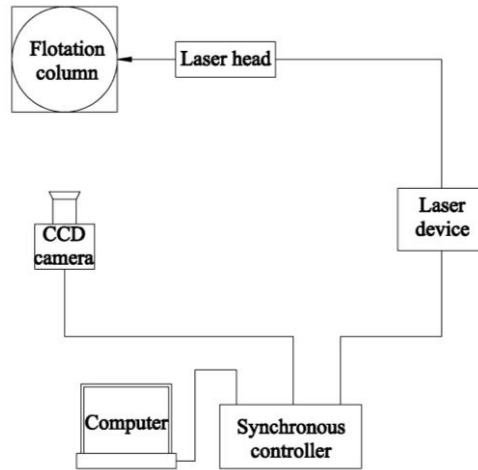 Flotation
column
Laser head
Laser
device
CCD
camera
Computer
Synchronous
controller